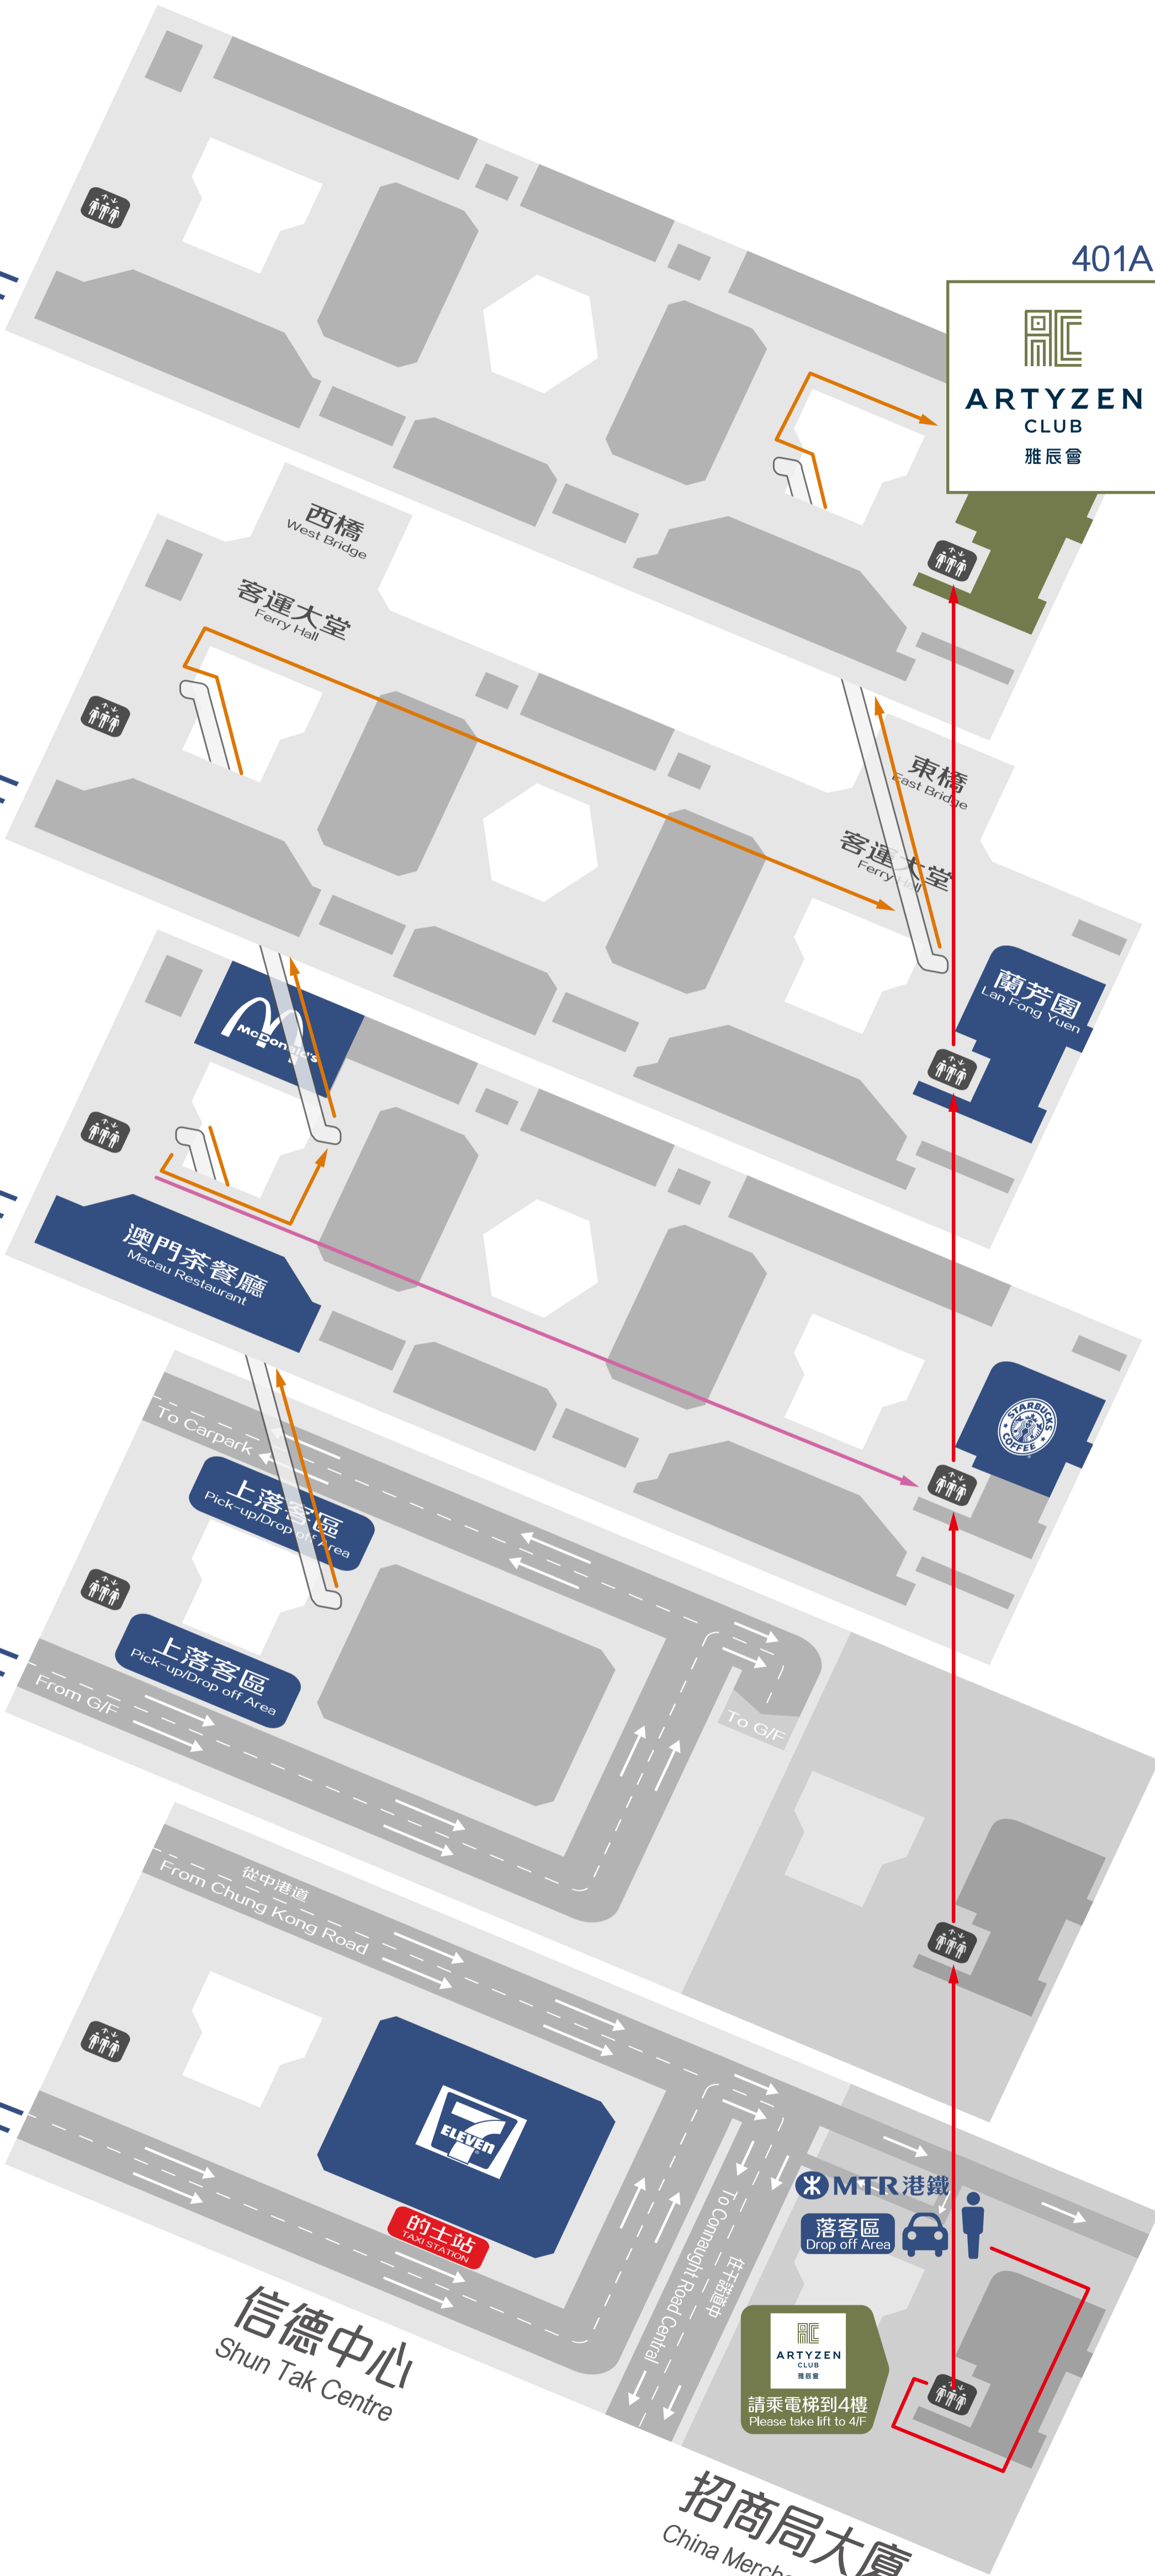 401A
ARTYZEN
CLUB
雅辰會
西橋
West Bridge
客運大堂
Ferry Hall
東橋
East Bridge
客運大堂
Ferry Hall
蘭芳園
Lan Fong Yuen
McDonald's
澳門茶餐廳
Macau Restaurant
STARBUCKS
COFFEE
To Carpark
上落客區
Pick-up/Drop off Area
上落客區
Pick-up/Drop off Area
From G/F
To G/F
從中港道
From Chung Kong Road
7
ELEVEn
的士站
TAXI STATION
MTR 港鐵
落客區
Drop off Area
往干諾道中
To Connaught Road Central
ARTYZEN
CLUB
雅辰會
請乘電梯到4樓
Please take lift to 4/F
信德中心
Shun Tak Centre
招商局大廈
China